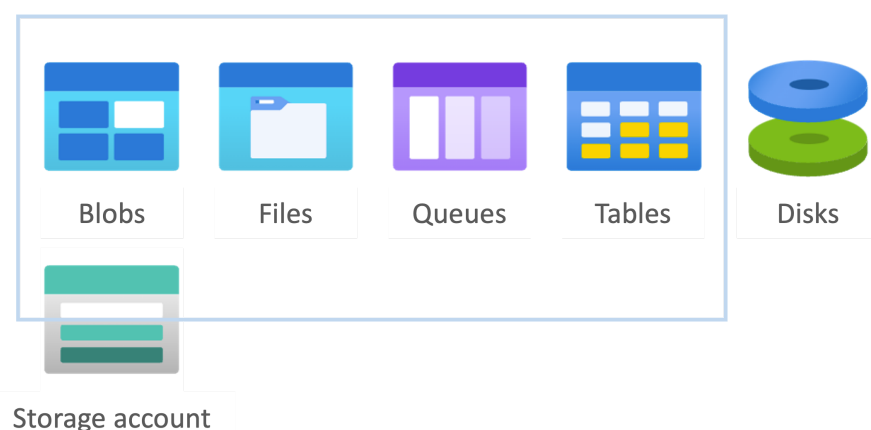 Blobs
Files
Queues
Tables
Disks
Storage account